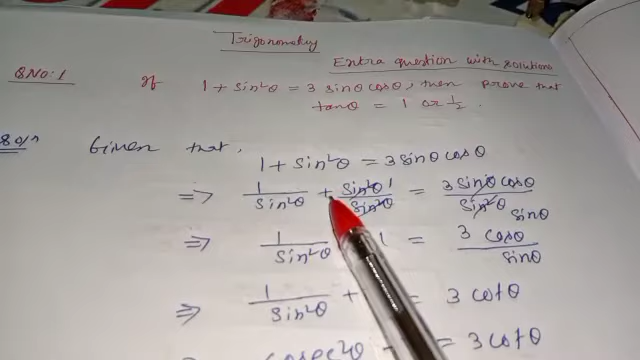 Trigonometry
Extra question with solutions
QNO:1 If 1 + sin²θ = 3 sinθ cosθ, then prove that
tanθ = 1 or 1/2.
Soln Given that,
1 + sin²θ = 3 sinθ cosθ
=> 1/sin²θ + sin²θ 1/sin²θ = 3 sinθ cosθ/sin²θ sinθ
=> 1/sin²θ 1 = 3 cosθ/sinθ
=> 1/sin²θ + = 3 cotθ
cosec²θ = 3 cotθ